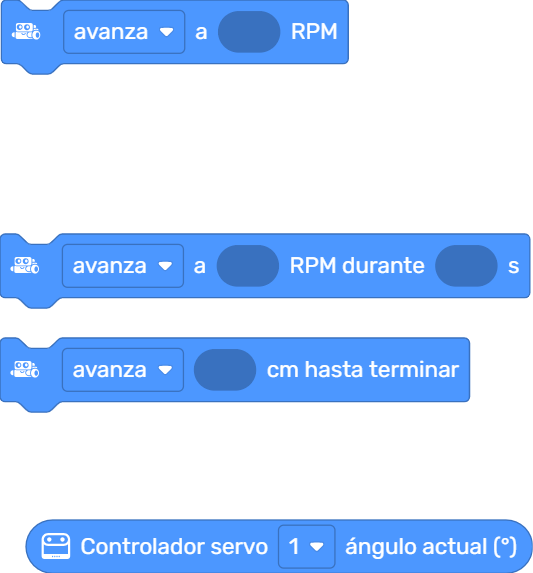 avanza a RPM
avanza a RPM durante s
avanza cm hasta terminar
Controlador servo 1 ángulo actual (°)